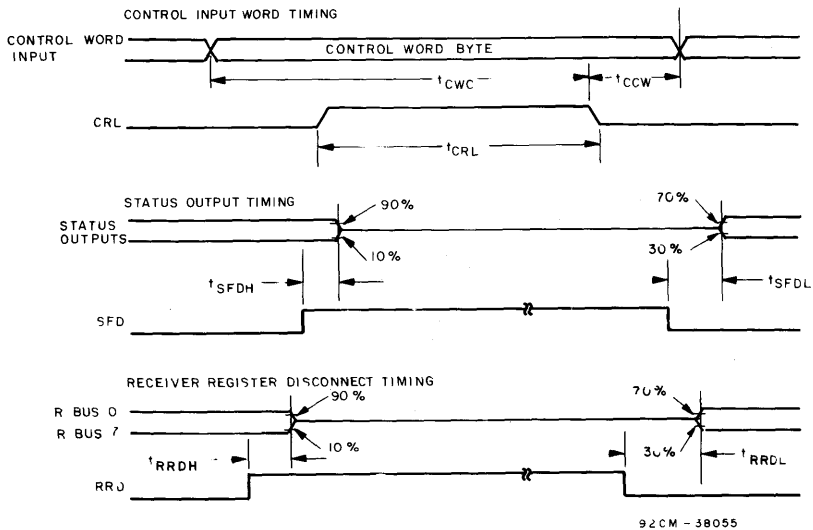 CONTROL INPUT WORD TIMING
CONTROL WORD INPUT
CONTROL WORD BYTE
tCWC
tCCW
CRL
tCRL
STATUS OUTPUT TIMING
90%
70%
STATUS OUTPUTS
10%
30%
tSFDH
tSFDL
SFD
RECEIVER REGISTER DISCONNECT TIMING
90%
70%
R BUS 0
R BUS 7
10%
30%
tRRDH
tRRDL
RRD
92CM-38055